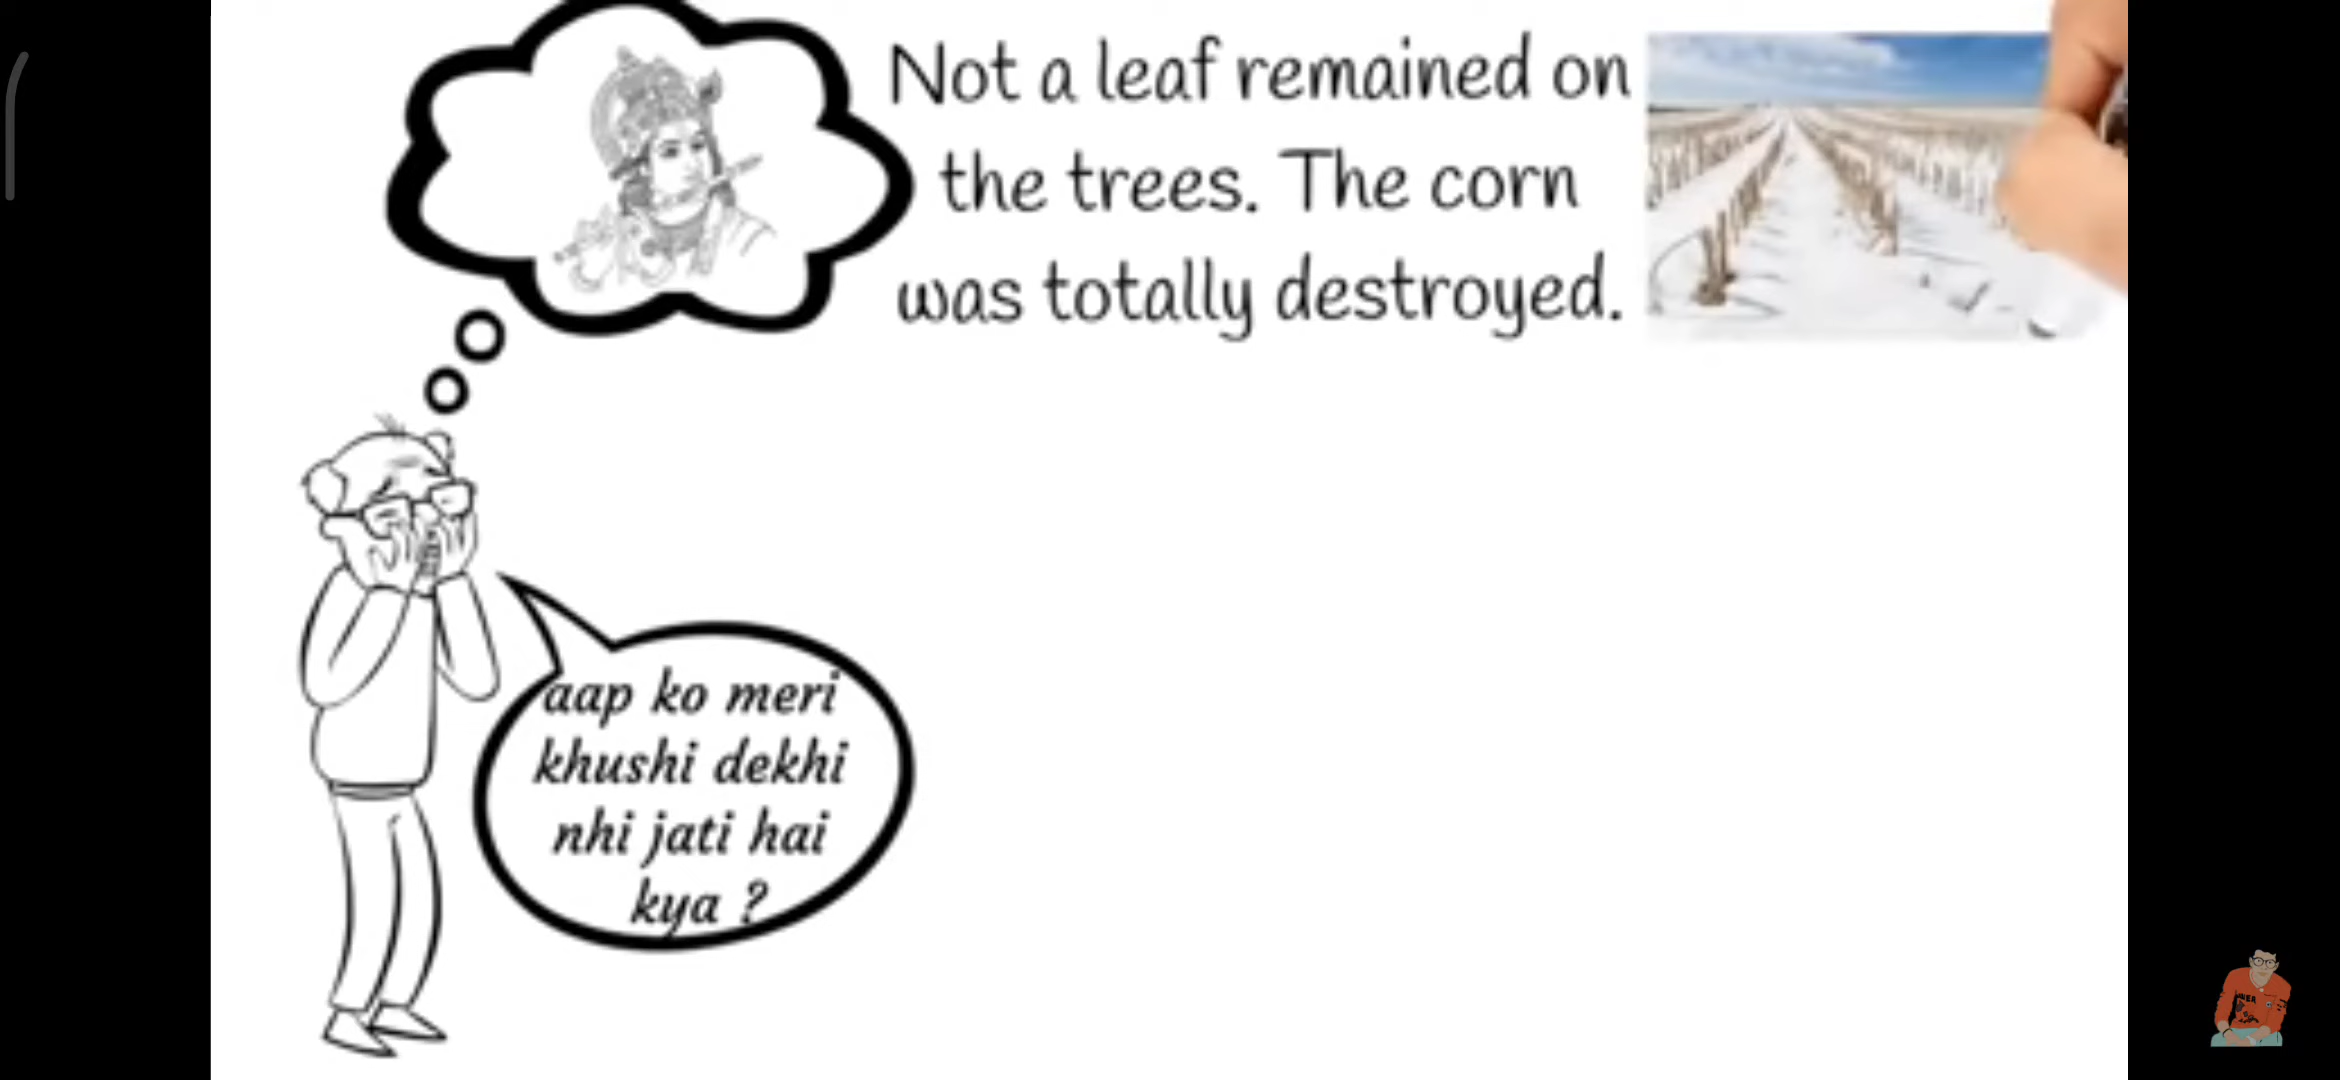 Not a leaf remained on
the trees. The corn
was totally destroyed.
aap ko meri
khushi dekhi
nhi jati hai
kya ?